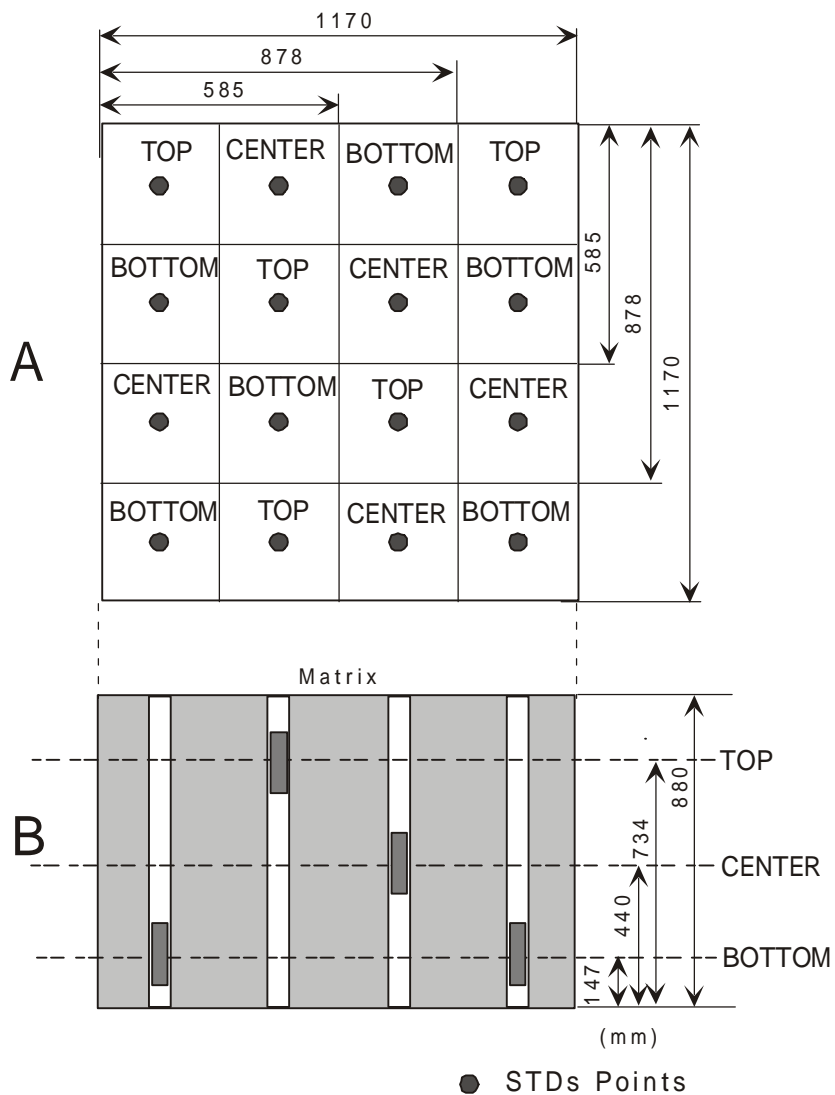 1170
878
585
TOP CENTER BOTTOM TOP
BOTTOM TOP CENTER BOTTOM
585
878
1170
A
CENTER BOTTOM TOP CENTER
BOTTOM TOP CENTER BOTTOM
Matrix
TOP
880
734
B
CENTER
440
BOTTOM
147
(mm)
STDs Points